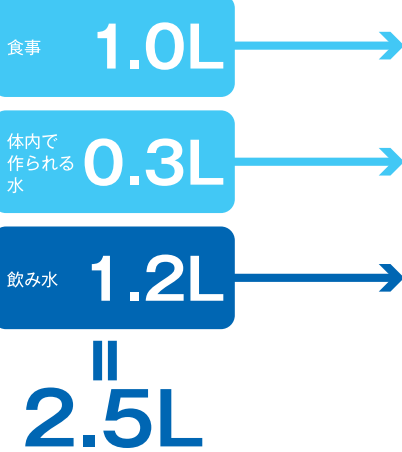 食事 1.0L
体内で
作られる
水
0.3L
飲み水 1.2L
=
2.5L